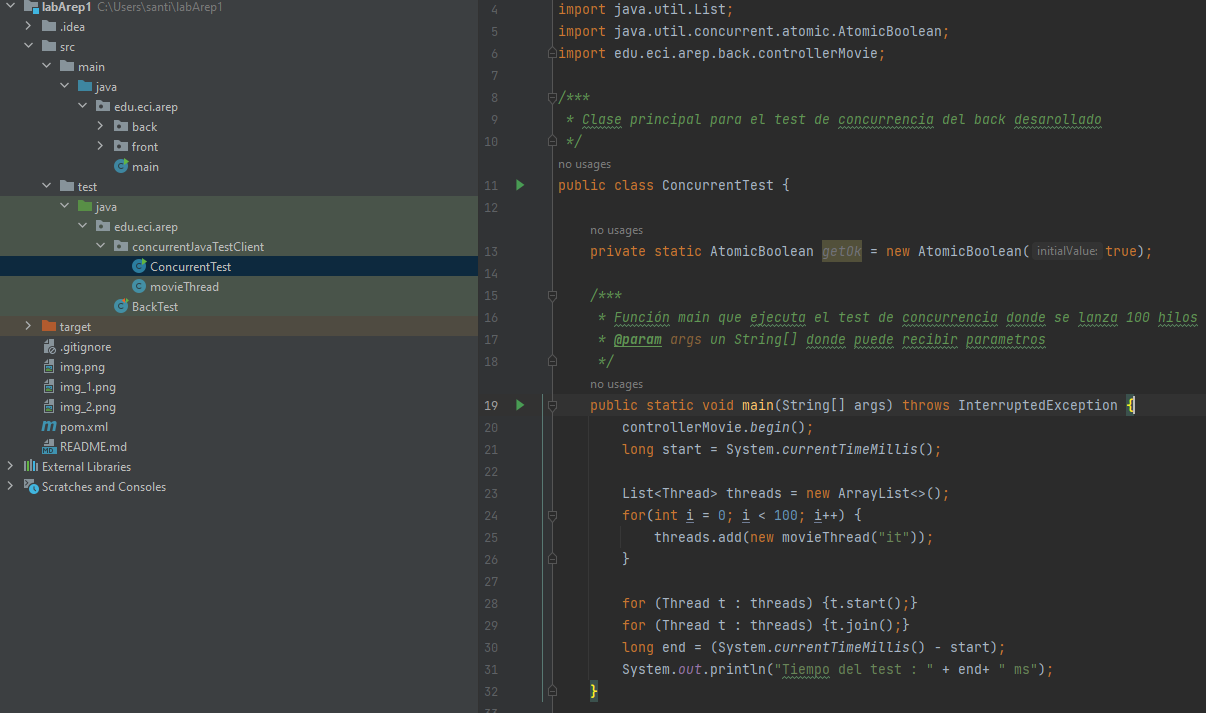 labArep1 C:\Users\santi\labArep1
.idea
src
main
java
edu.eci.arep
back
front
main
test
java
edu.eci.arep
concurrentJavaTestClient
ConcurrentTest
movieThread
BackTest
target
.gitignore
img.png
img_1.png
img_2.png
pom.xml
README.md
External Libraries
Scratches and Consoles
4 import java.util.List;
5 import java.util.concurrent.atomic.AtomicBoolean;
6 import edu.eci.arep.back.controllerMovie;
7
8 /***
9 * Clase principal para el test de concurrencia del back desarollado
10 */
no usages
11 public class ConcurrentTest {
12
no usages
13 private static AtomicBoolean getOk = new AtomicBoolean( initialValue: true);
14
15 /***
16 * Función main que ejecuta el test de concurrencia donde se lanza 100 hilos
17 * @param args un String[] donde puede recibir parametros
18 */
no usages
19 public static void main(String[] args) throws InterruptedException {
20 controllerMovie.begin();
21 long start = System.currentTimeMillis();
22
23 List<Thread> threads = new ArrayList<>();
24 for(int i = 0; i < 100; i++) {
25 threads.add(new movieThread("it"));
26 }
27
28 for (Thread t : threads) {t.start();}
29 for (Thread t : threads) {t.join();}
30 long end = (System.currentTimeMillis() - start);
31 System.out.println("Tiempo del test : " + end+ " ms");
32 }
33